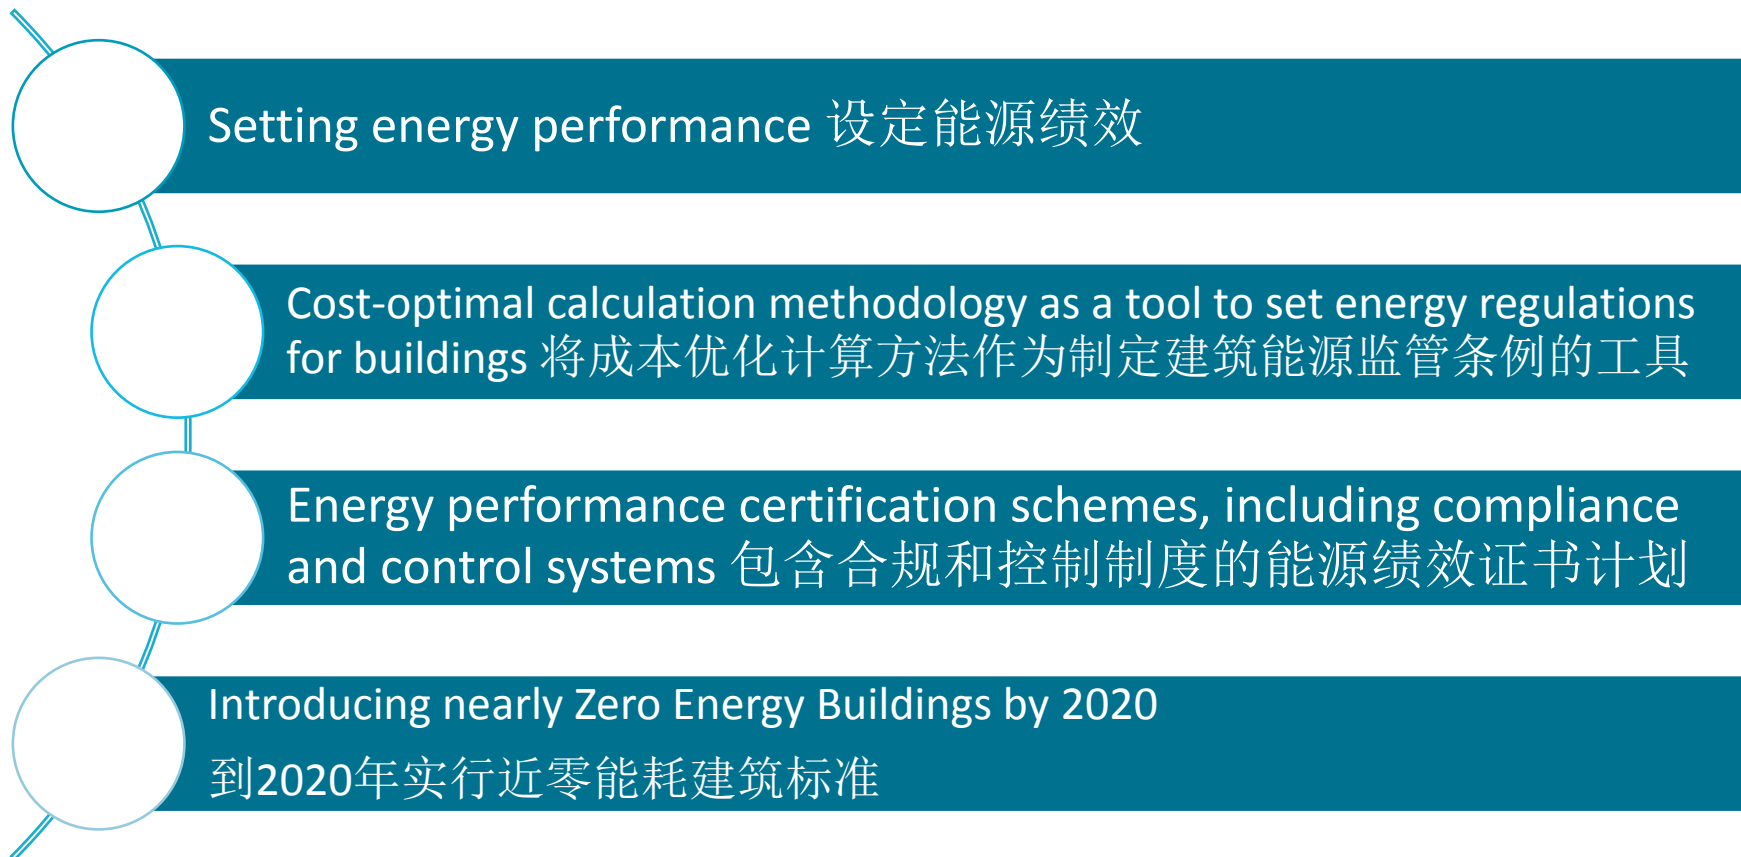 Setting energy performance 设定能源绩效
Cost-optimal calculation methodology as a tool to set energy regulations
for buildings 将成本优化计算方法作为制定建筑能源监管条例的工具
Energy performance certification schemes, including compliance
and control systems 包含合规和控制制度的能源绩效证书计划
Introducing nearly Zero Energy Buildings by 2020
到2020年实行近零能耗建筑标准